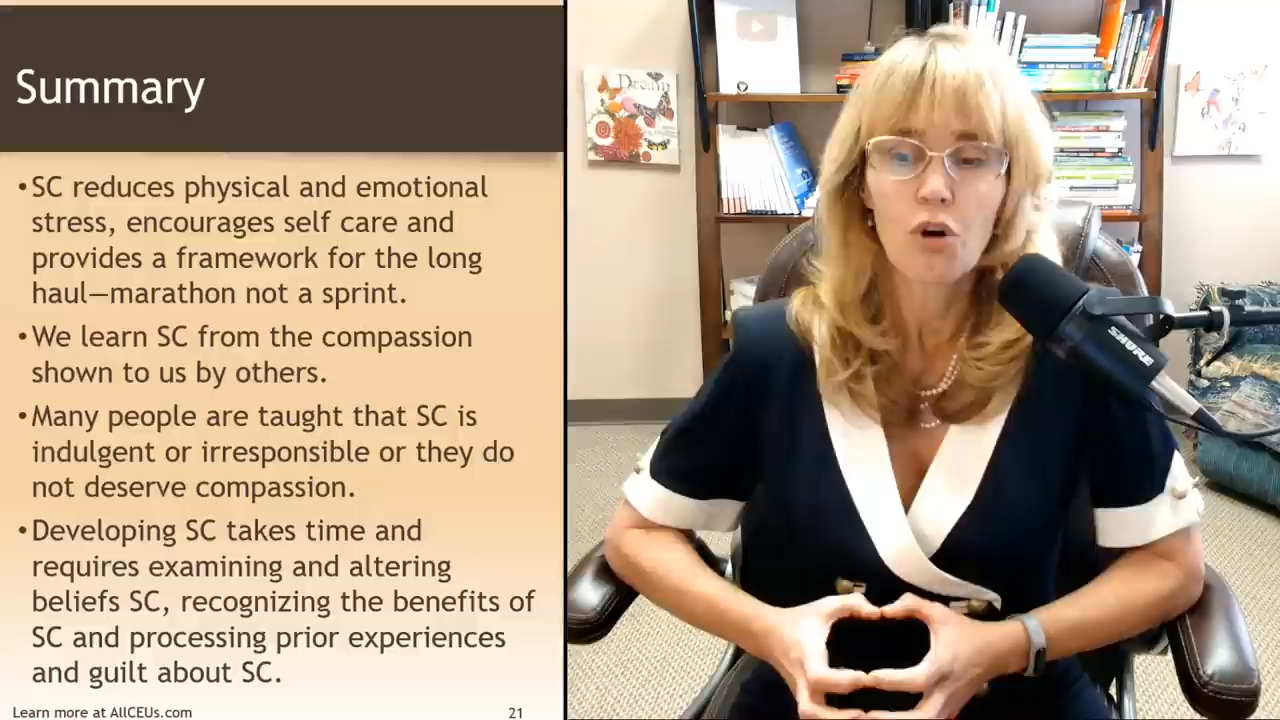 Summary
•SC reduces physical and emotional
stress, encourages self care and
provides a framework for the long
haul—marathon not a sprint.
•We learn SC from the compassion
shown to us by others.
•Many people are taught that SC is
indulgent or irresponsible or they do
not deserve compassion.
•Developing SC takes time and
requires examining and altering
beliefs SC, recognizing the benefits of
SC and processing prior experiences
and guilt about SC.
Learn more at AllCEUs.com
21
Dream
SHURE